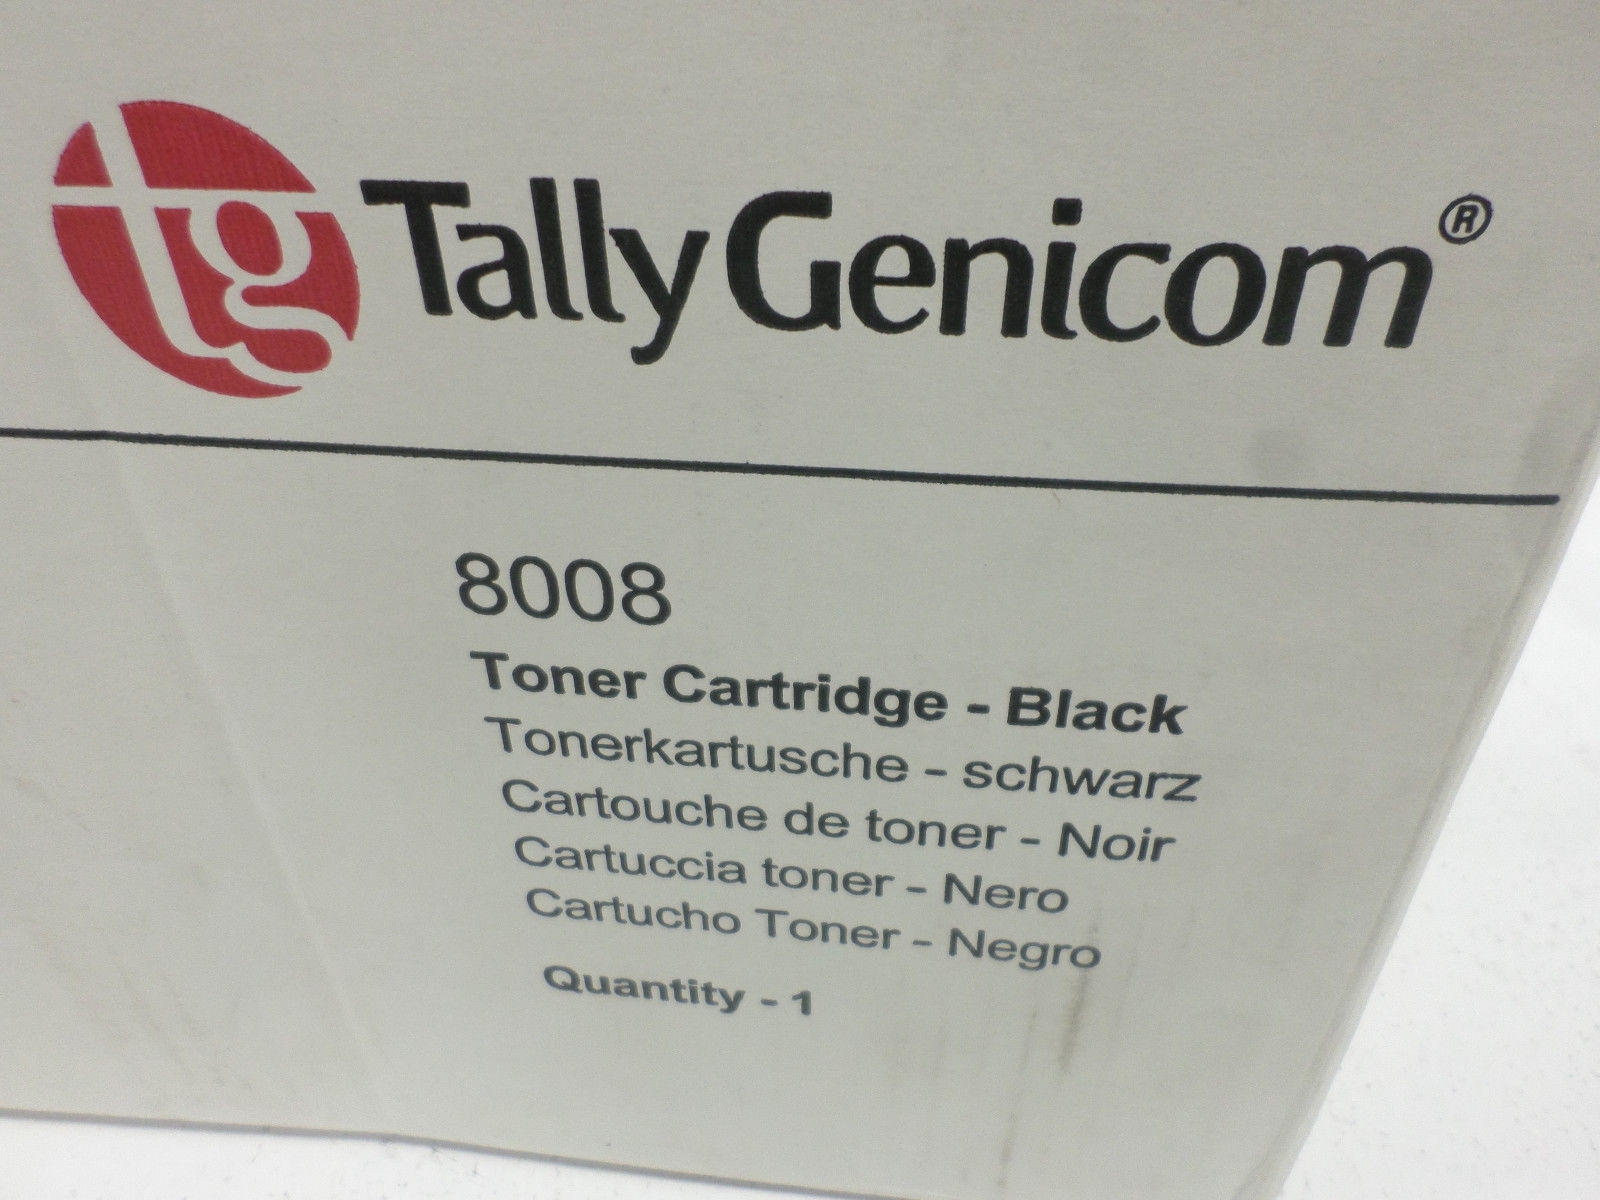 tg TallyGenicom®
8008
Toner Cartridge - Black
Tonerkartusche - schwarz
Cartouche de toner - Noir
Cartuccia toner - Nero
Cartucho Toner - Negro
Quantity - 1